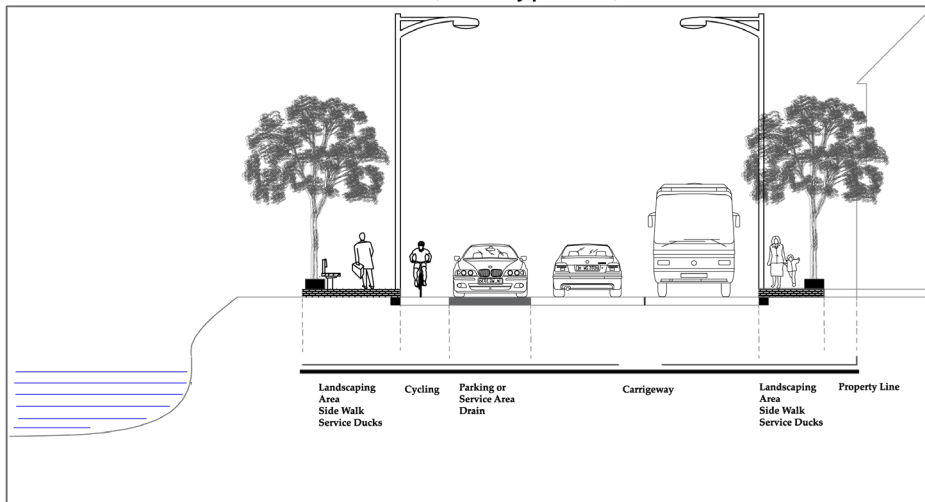 Landscaping
Area
Side Walk
Service Ducks
Cycling
Parking or
Service Area
Drain
Carrigeway
Landscaping
Area
Side Walk
Service Ducks
Property Line